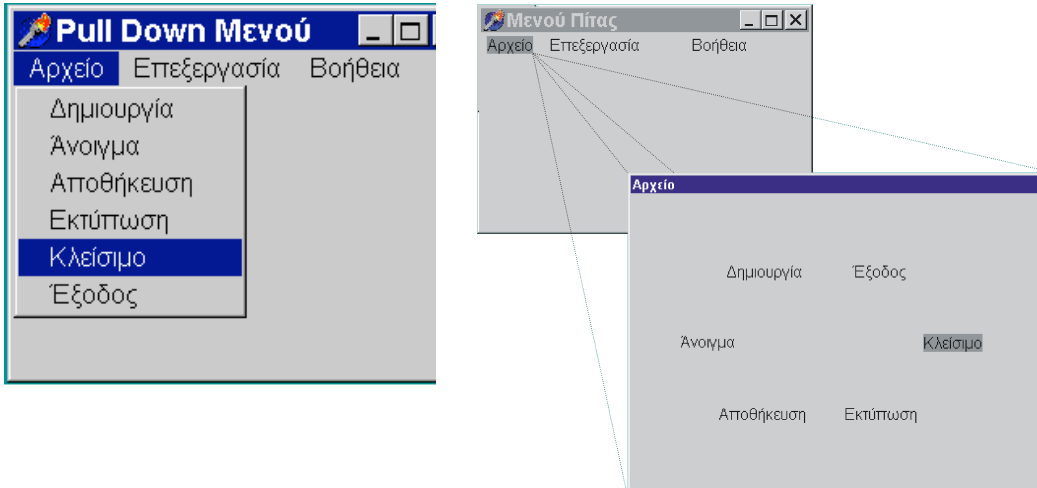 Pull Down Μενού
Αρχείο Επεξεργασία Βοήθεια
Δημιουργία
Άνοιγμα
Αποθήκευση
Εκτύπωση
Κλείσιμο
Έξοδος
Μενού Πίτας
Αρχείο Επεξεργασία Βοήθεια
Αρχείο
Δημιουργία Έξοδος
Άνοιγμα Κλείσιμο
Αποθήκευση Εκτύπωση